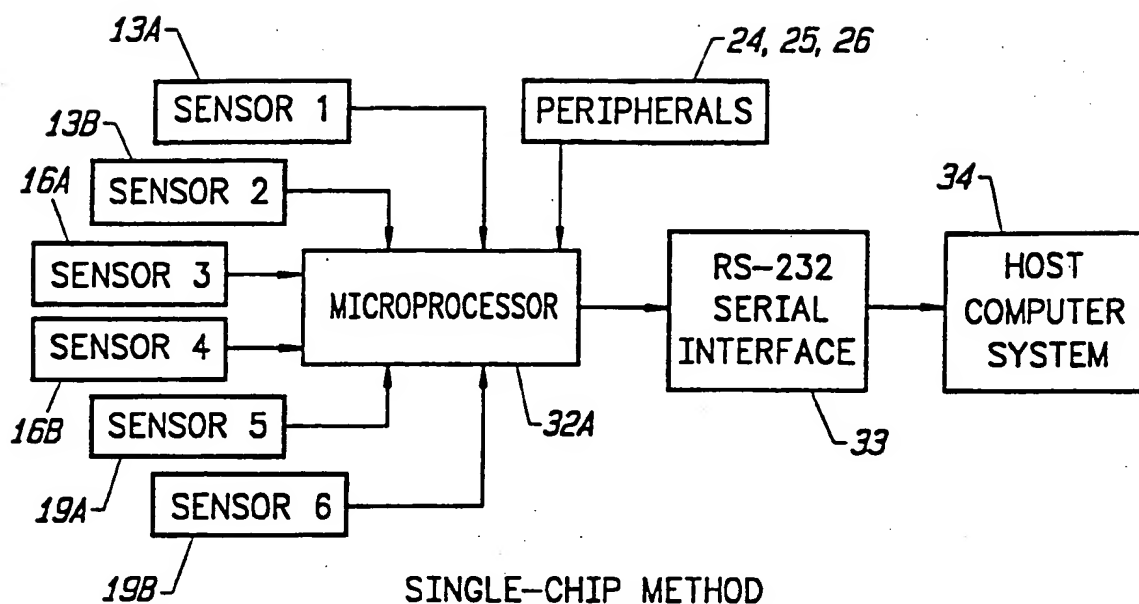 13A
24, 25, 26
SENSOR 1
PERIPHERALS
13B
SENSOR 2
16A
34
SENSOR 3
MICROPROCESSOR
RS-232
SERIAL
INTERFACE
HOST
COMPUTER
SYSTEM
SENSOR 4
16B
SENSOR 5
32A
33
19A
SENSOR 6
19B
SINGLE-CHIP METHOD